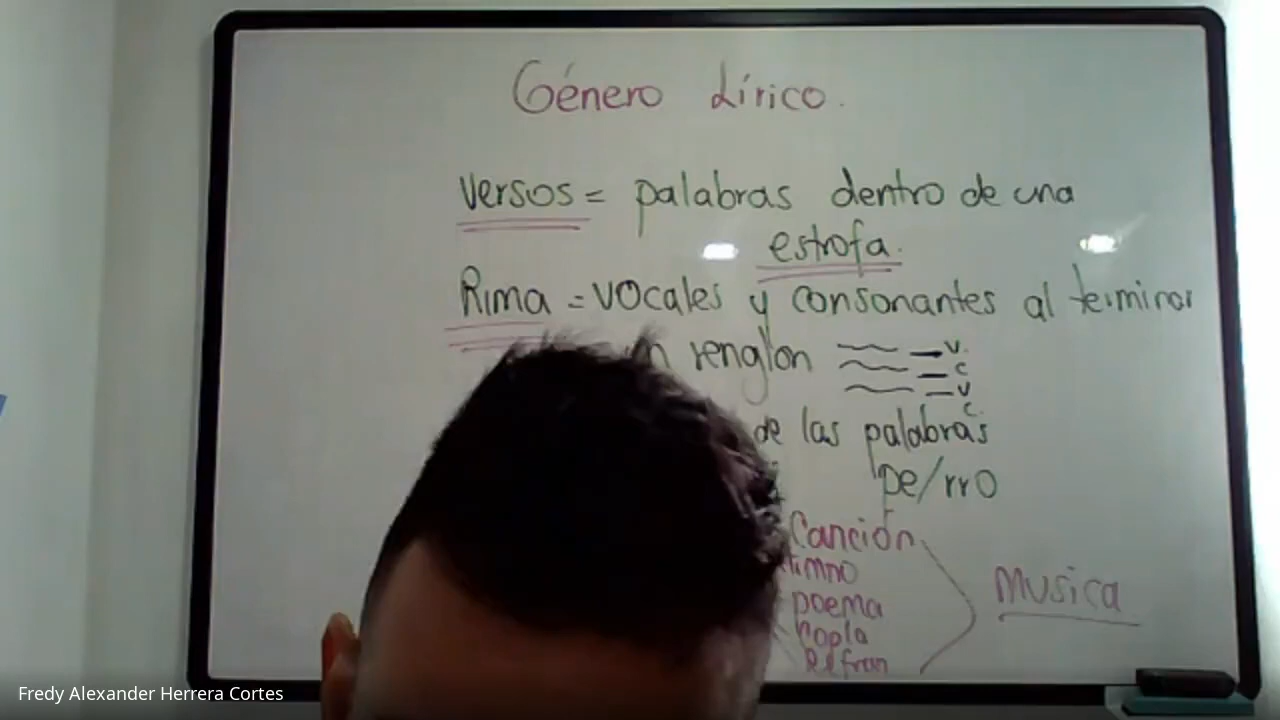 Género Lírico.
Versos = palabras dentro de una
estrofa.
Rima = vocales y consonantes al terminar
renglon
V.
C
V
C.
de las palabras
pe/rrO
Canción
Himno
poema
Copla
Refran
Musica
Fredy Alexander Herrera Cortes